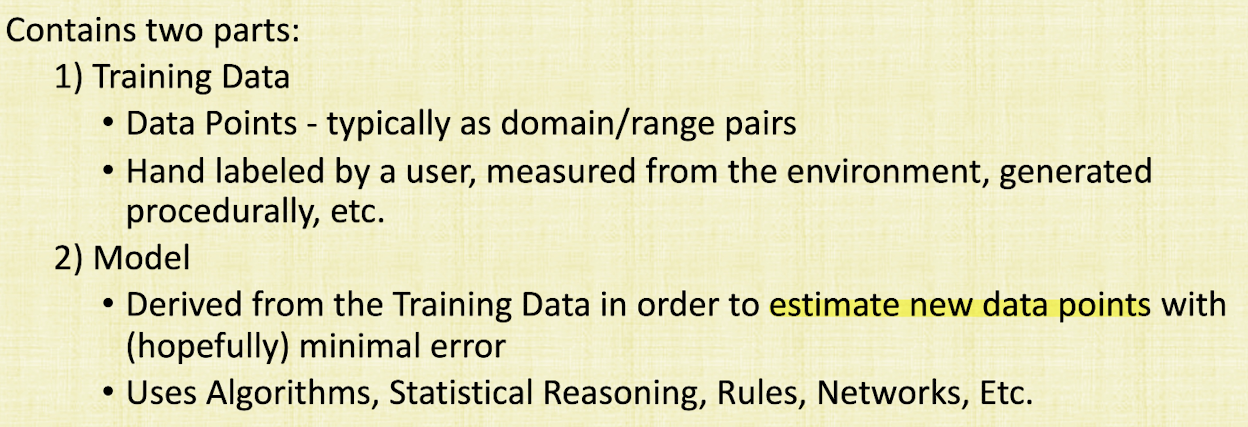 Contains two parts:
1) Training Data
• Data Points - typically as domain/range pairs
• Hand labeled by a user, measured from the environment, generated
procedurally, etc.
2) Model
• Derived from the Training Data in order to estimate new data points with
(hopefully) minimal error
• Uses Algorithms, Statistical Reasoning, Rules, Networks, Etc.